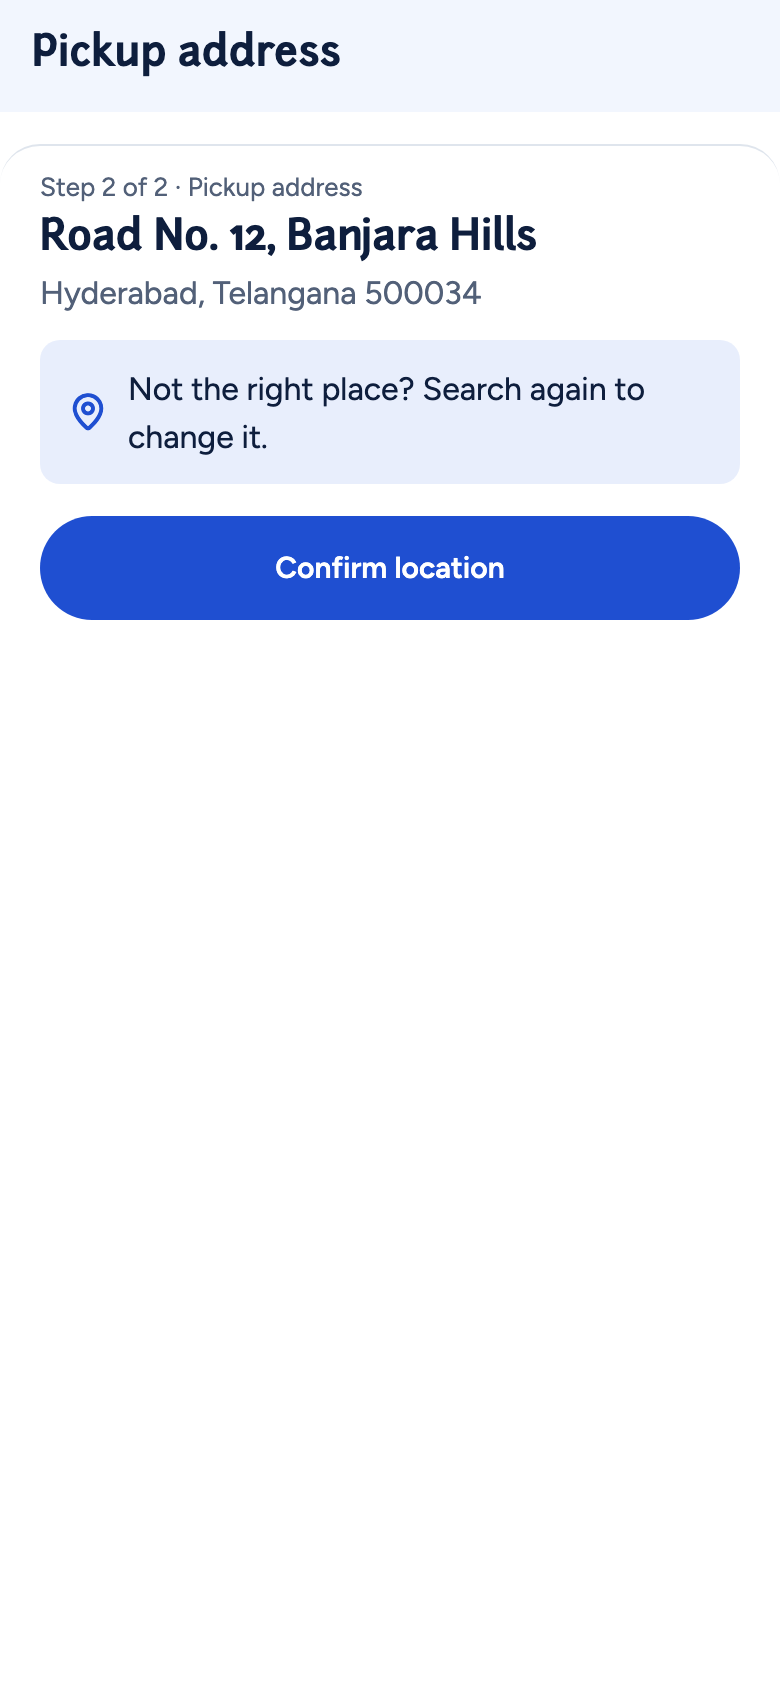 Pickup address
Step 2 of 2 · Pickup address
Road No. 12, Banjara Hills
Hyderabad, Telangana 500034
Not the right place? Search again to
change it.
Confirm location